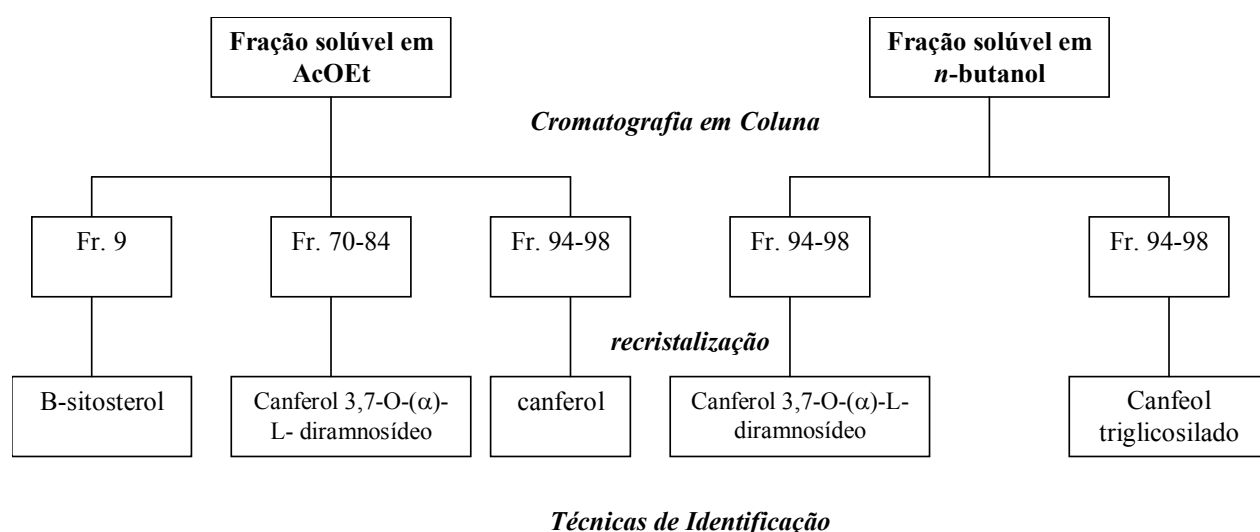 Fração solúvel em
AcOEt
Fração solúvel em
n-butanol
Cromatografia em Coluna
Fr. 9
Fr. 70-84
Fr. 94-98
Fr. 94-98
Fr. 94-98
recristalização
B-sitosterol
Canferol 3,7-O-(α)-
L- diramnosídeo
canferol
Canferol 3,7-O-(α)-L-
diramnosídeo
Canfeol
triglicosilado
Técnicas de Identificação